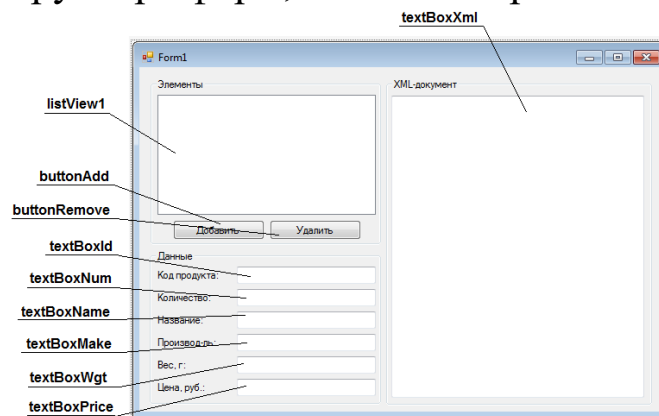 textBoxXml
Form1
Элементы
XML-документ
listView1
buttonAdd
buttonRemove
Добавить
Удалить
textBoxId
Данные
Код продукта:
textBoxNum
Количество:
textBoxName
Название:
textBoxMake
Производ-ль:
textBoxWgt
Вес, г:
textBoxPrice
Цена, руб.: